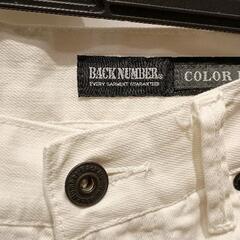 BACK NUMBER®
EVERY GARMENT GUARANTEED
COLOR